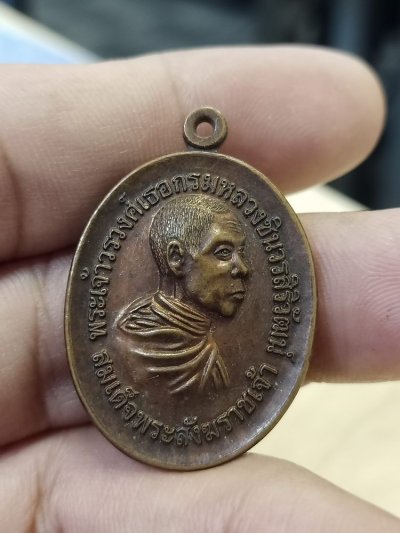 พระเจ้าวรวงศ์เธอกรมหลวงชินวรสิริวัฒน์
สมเด็จพระสังฆราชเจ้า